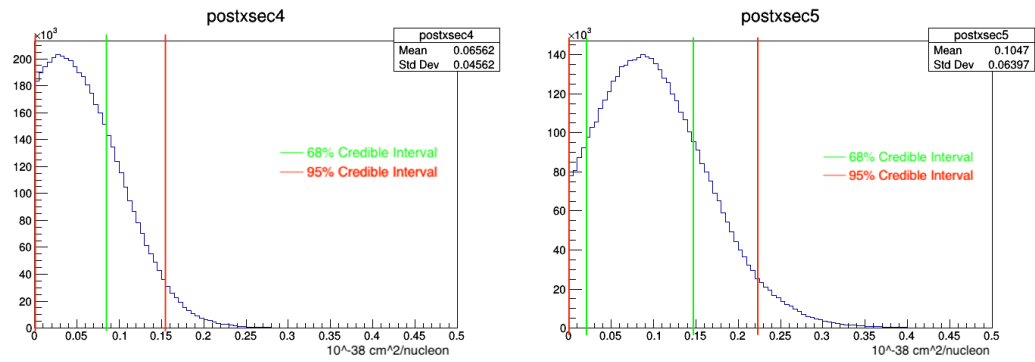 postxsec4
×10³
postxsec4
Mean 0.06562
Std Dev 0.04562
200
180
160
140
120
100
80
60
40
20
0
68% Credible Interval
95% Credible Interval
0 0.05 0.1 0.15 0.2 0.25 0.3 0.35 0.4 0.45 0.5
10^-38 cm^2/nucleon
postxsec5
×10³
postxsec5
Mean 0.1047
Std Dev 0.06397
140
120
100
80
60
40
20
0
68% Credible Interval
95% Credible Interval
0 0.05 0.1 0.15 0.2 0.25 0.3 0.35 0.4 0.45 0.5
10^-38 cm^2/nucleon